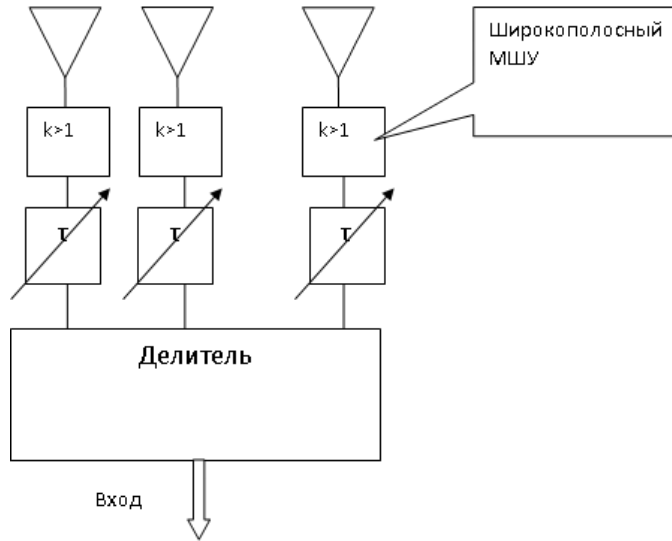 Широкополосный
МШУ
k>1 k>1 k>1
τ τ τ
Делитель
Вход